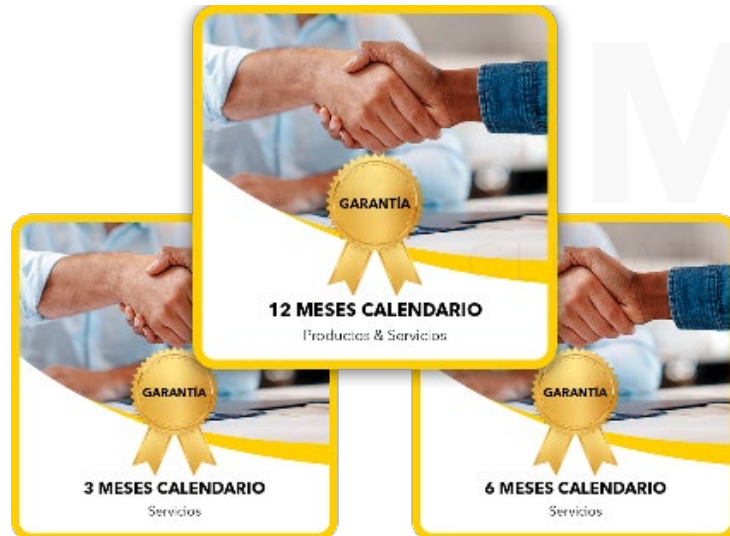 M
GARANTÍA
12 MESES CALENDARIO
Productos & Servicios
GARANTÍA
3 MESES CALENDARIO
Servicios
GARANTÍA
6 MESES CALENDARIO
Servicios